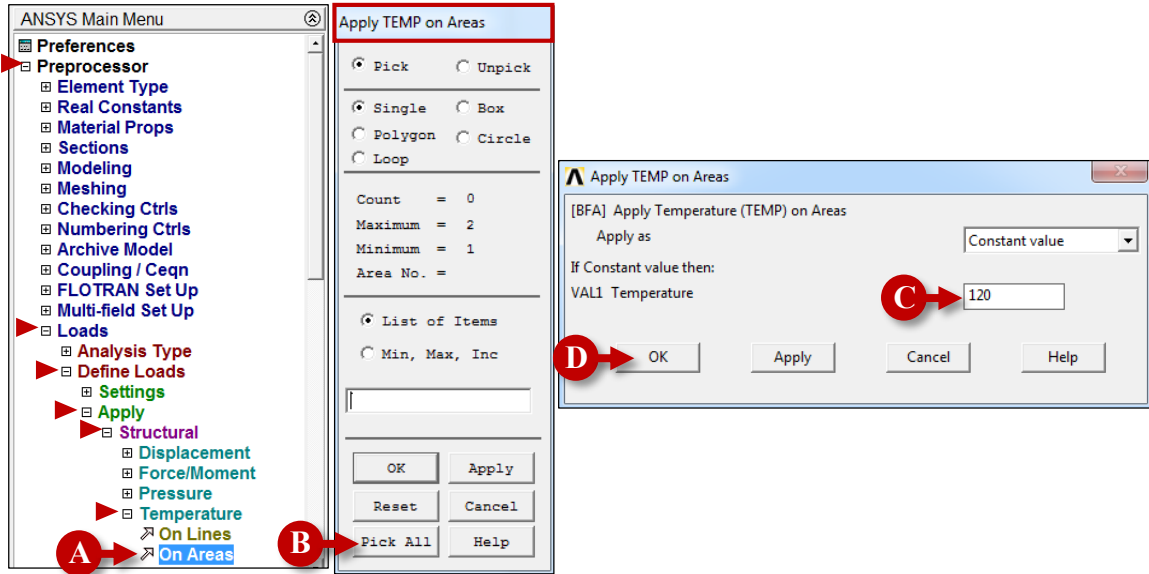 ANSYS Main Menu
Preferences
Preprocessor
Element Type
Real Constants
Material Props
Sections
Modeling
Meshing
Checking Ctrls
Numbering Ctrls
Archive Model
Coupling / Ceqn
FLOTRAN Set Up
Multi-field Set Up
Loads
Analysis Type
Define Loads
Settings
Apply
Structural
Displacement
Force/Moment
Pressure
Temperature
On Lines
A On Areas
Apply TEMP on Areas
Pick Unpick
Single Box
Polygon Circle
Loop
Count = 0
Maximum = 2
Minimum = 1
Area No. =
List of Items
Min, Max, Inc
OK Apply
Reset Cancel
B Pick All Help
Apply TEMP on Areas
[BFA] Apply Temperature (TEMP) on Areas
Apply as Constant value
If Constant value then:
VAL1 Temperature C 120
D OK Apply Cancel Help